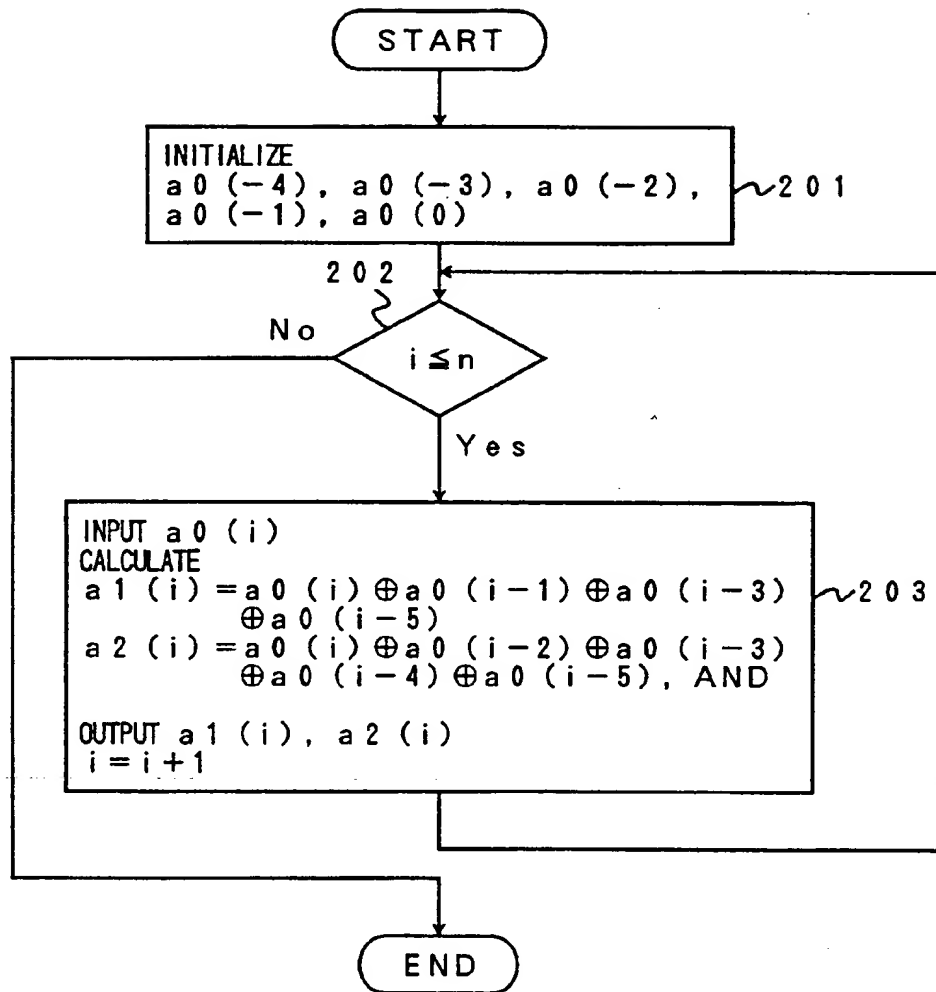 START
INITIALIZE
a0 (-4), a0 (-3), a0 (-2),
a0 (-1), a0 (0)
201
202
No
i≦n
Yes
INPUT a0 (i)
CALCULATE
a1 (i) =a0 (i) ⊕a0 (i-1) ⊕a0 (i-3)
⊕a0 (i-5)
a2 (i) =a0 (i) ⊕a0 (i-2) ⊕a0 (i-3)
⊕a0 (i-4) ⊕a0 (i-5), AND
OUTPUT a1 (i), a2 (i)
i=i+1
203
END